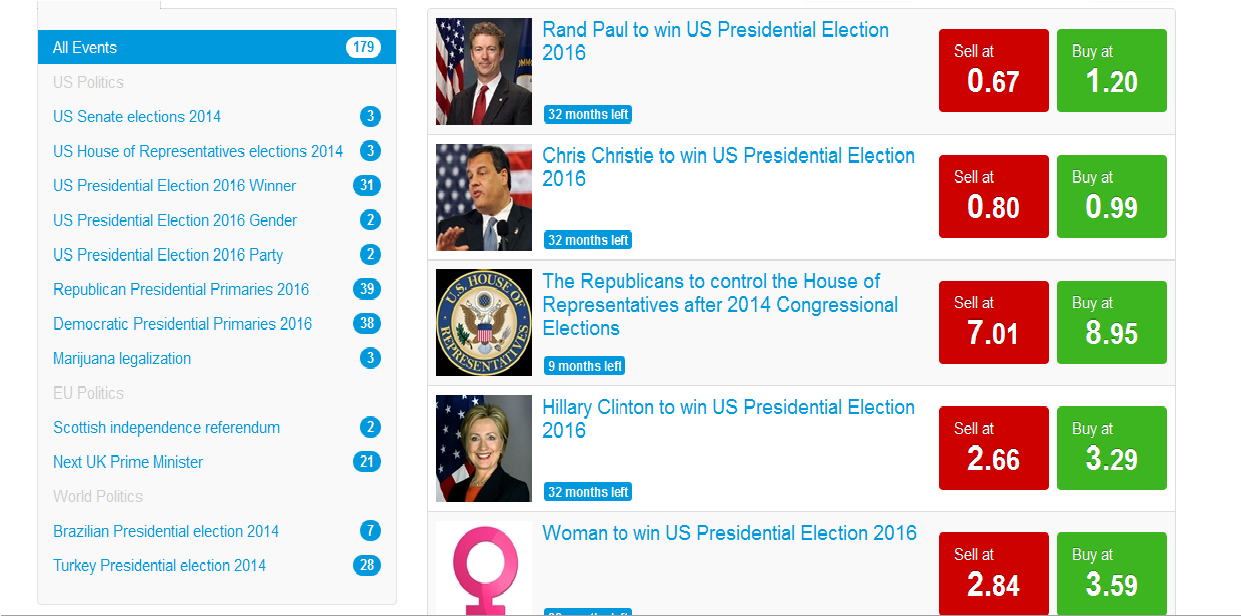 All Events 179
US Politics
US Senate elections 2014 3
US House of Representatives elections 2014 3
US Presidential Election 2016 Winner 31
US Presidential Election 2016 Gender 2
US Presidential Election 2016 Party 2
Republican Presidential Primaries 2016 39
Democratic Presidential Primaries 2016 38
Marijuana legalization 3
EU Politics
Scottish independence referendum 2
Next UK Prime Minister 21
World Politics
Brazilian Presidential election 2014 7
Turkey Presidential election 2014 28
Rand Paul to win US Presidential Election
2016
32 months left
Sell at
0.67
Buy at
1.20
Chris Christie to win US Presidential Election
2016
32 months left
Sell at
0.80
Buy at
0.99
U.S. HOUSE OF
REPRESENTATIVES
The Republicans to control the House of
Representatives after 2014 Congressional
Elections
9 months left
Sell at
7.01
Buy at
8.95
Hillary Clinton to win US Presidential Election
2016
32 months left
Sell at
2.66
Buy at
3.29
Woman to win US Presidential Election 2016
Sell at
2.84
Buy at
3.59